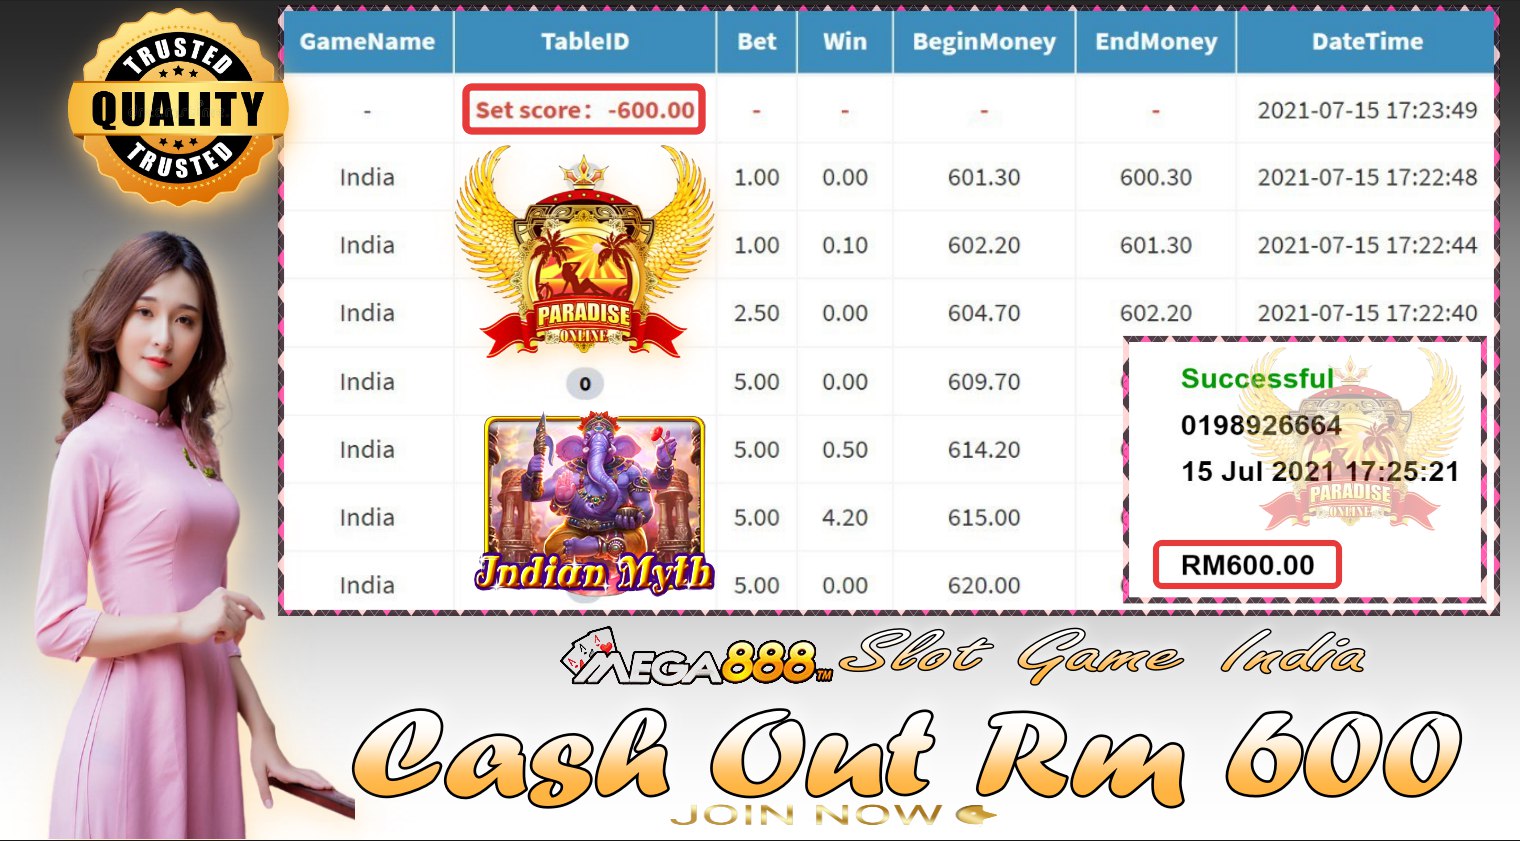 TRUSTED
QUALITY
TRUSTED
GameName TableID Bet Win BeginMoney EndMoney DateTime
- Set score: -600.00 - - - - 2021-07-15 17:23:49
India 1.00 0.00 601.30 600.30 2021-07-15 17:22:48
India 1.00 0.10 602.20 601.30 2021-07-15 17:22:44
India 2.50 0.00 604.70 602.20 2021-07-15 17:22:40
PARADISE
ONLINE
India 0 5.00 0.00 609.70
India 5.00 0.50 614.20
India 5.00 4.20 615.00
India 5.00 0.00 620.00
Indian Myth
Successful
0198926664
15 Jul 2021 17:25:21
PARADISE
ONLINE
RM600.00
MEGA888™ Slot Game India
Cash Out Rm 600
JOIN NOW